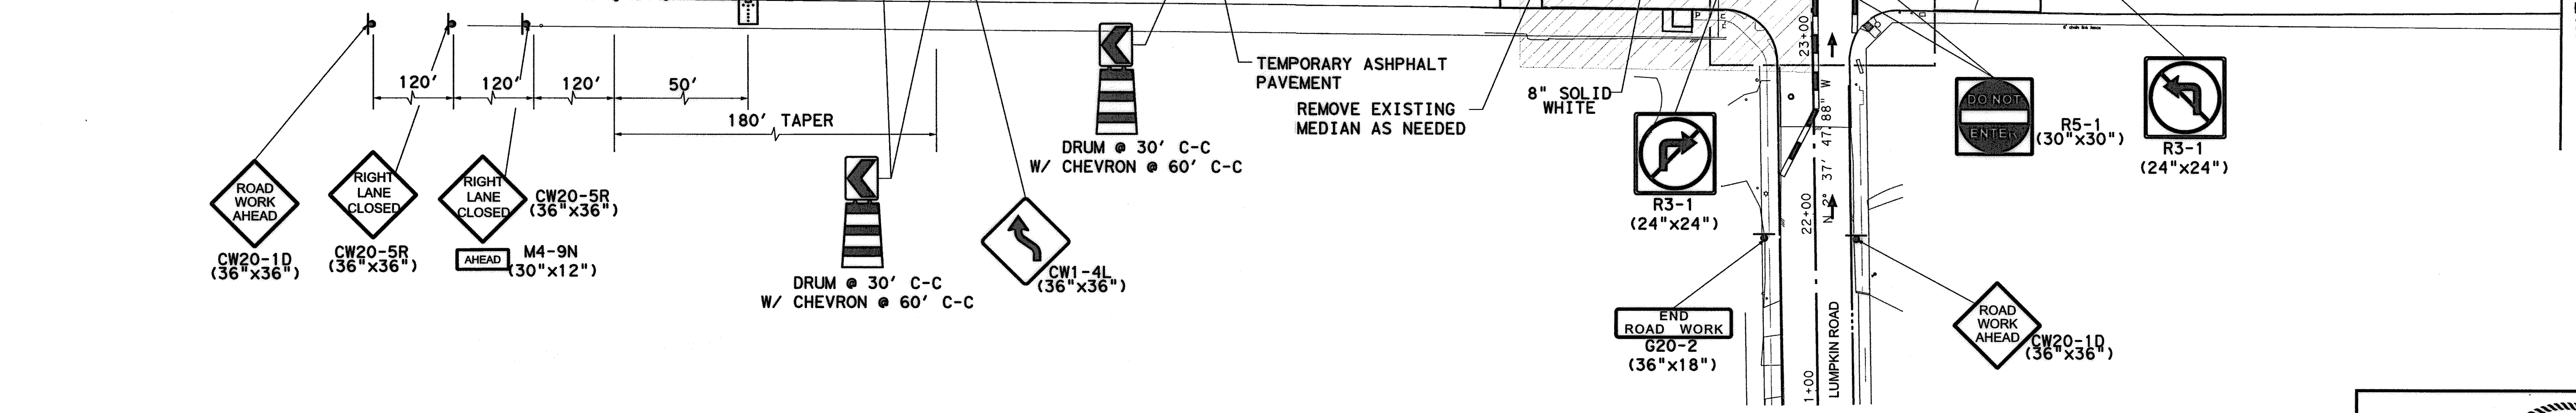 120'
120'
120'
50'
180' TAPER
ROAD
WORK
AHEAD
CW20-1D
(36"x36")
RIGHT
LANE
CLOSED
CW20-5R
(36"x36")
RIGHT
LANE
CLOSED
CW20-5R
(36"x36")
AHEAD
M4-9N
(30"x12")
DRUM @ 30' C-C
W/ CHEVRON @ 60' C-C
CW1-4L
(36"x36")
DRUM @ 30' C-C
W/ CHEVRON @ 60' C-C
TEMPORARY ASHPHALT
PAVEMENT
REMOVE EXISTING
MEDIAN AS NEEDED
8" SOLID
WHITE
P
E
R3-1
(24"x24")
END
ROAD WORK
G20-2
(36"x18")
23+00
22+00
1+00
N 2° 37' 47.88" W
LUMPKIN ROAD
DO NOT
ENTER
R5-1
(30"x30")
R3-1
(24"x24")
ROAD
WORK
AHEAD
CW20-1D
(36"x36")